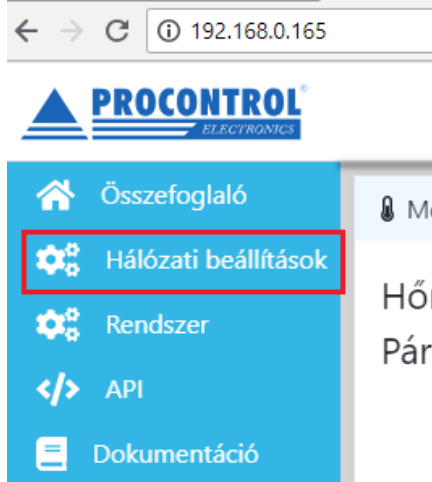 192.168.0.165
PROCONTROL®
ELECTRONICS
Összefoglaló
Hálózati beállítások
Rendszer
</> API
Dokumentáció